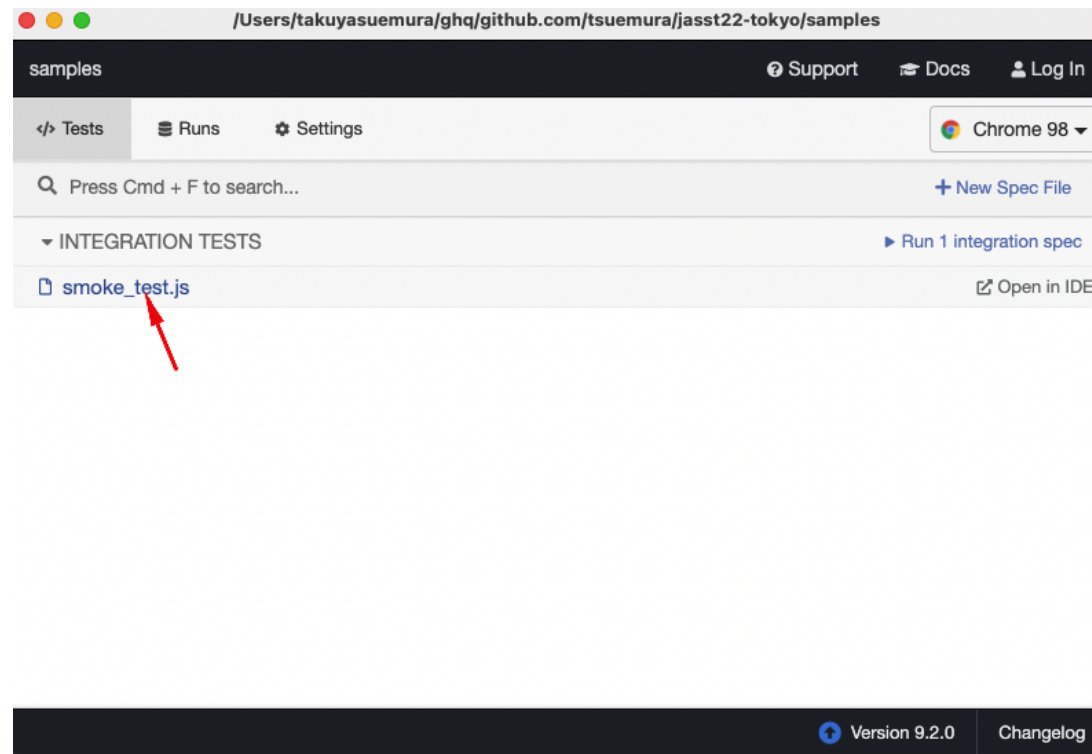 /Users/takuyasuemura/ghq/github.com/tsuemura/jasst22-tokyo/samples
samples Support Docs Log In
</> Tests Runs Settings Chrome 98
Press Cmd + F to search... New Spec File
INTEGRATION TESTS Run 1 integration spec
smoke_test.js Open in IDE
Version 9.2.0 Changelog